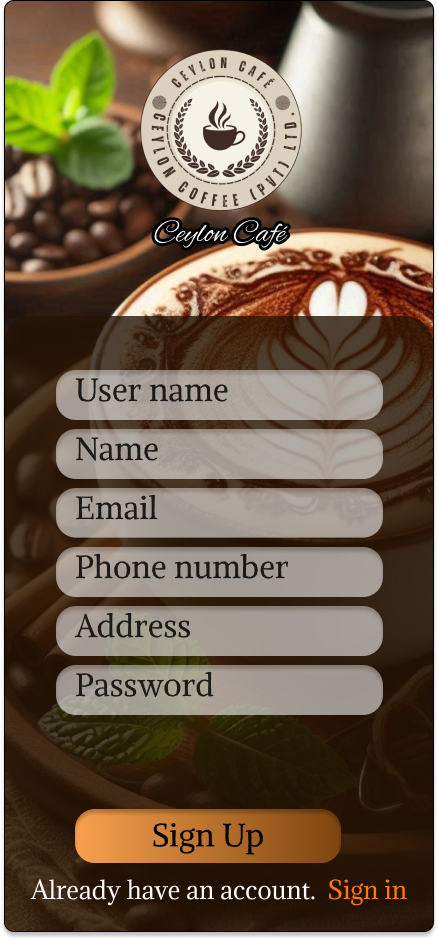 CEYLON CAFÉ
CEYLON COFFEE (PVT) LTD.
Ceylon Café
User name
Name
Email
Phone number
Address
Password
Sign Up
Already have an account. Sign in